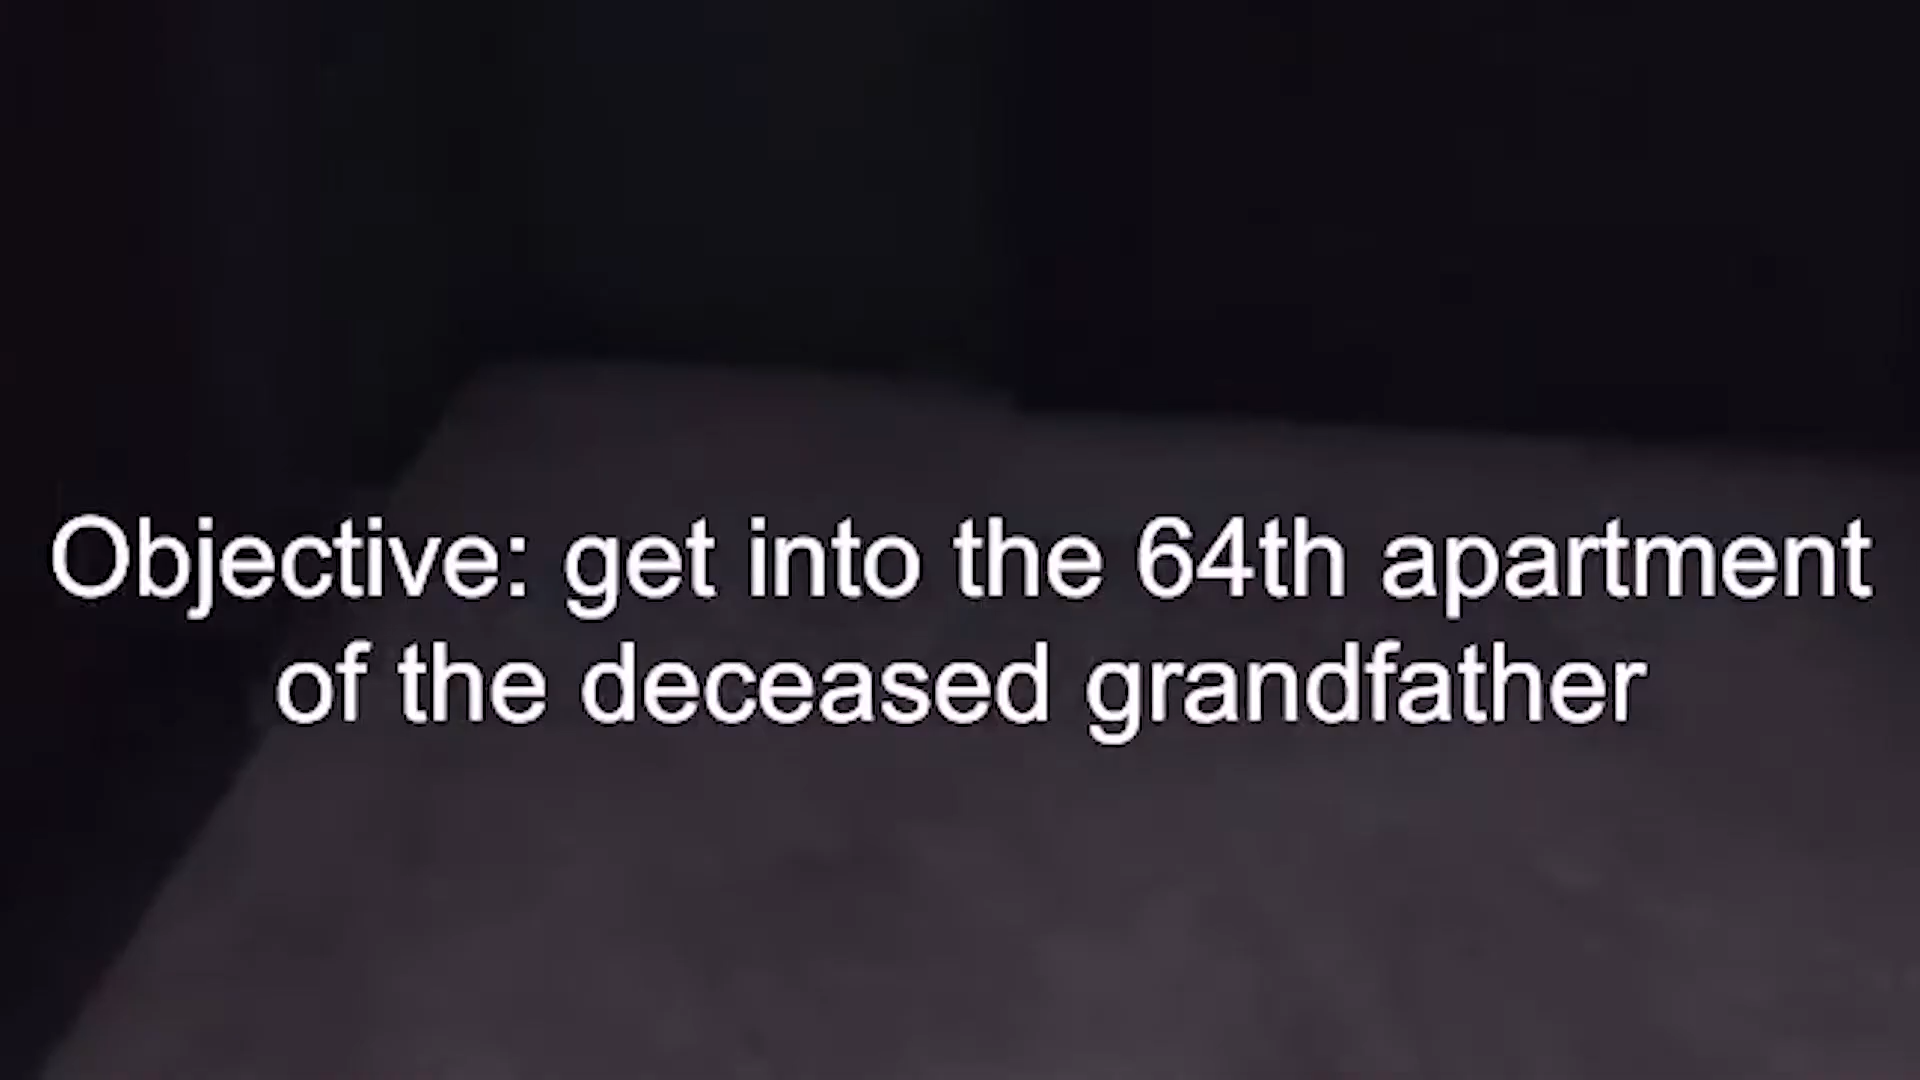 Objective: get into the 64th apartment
of the deceased grandfather